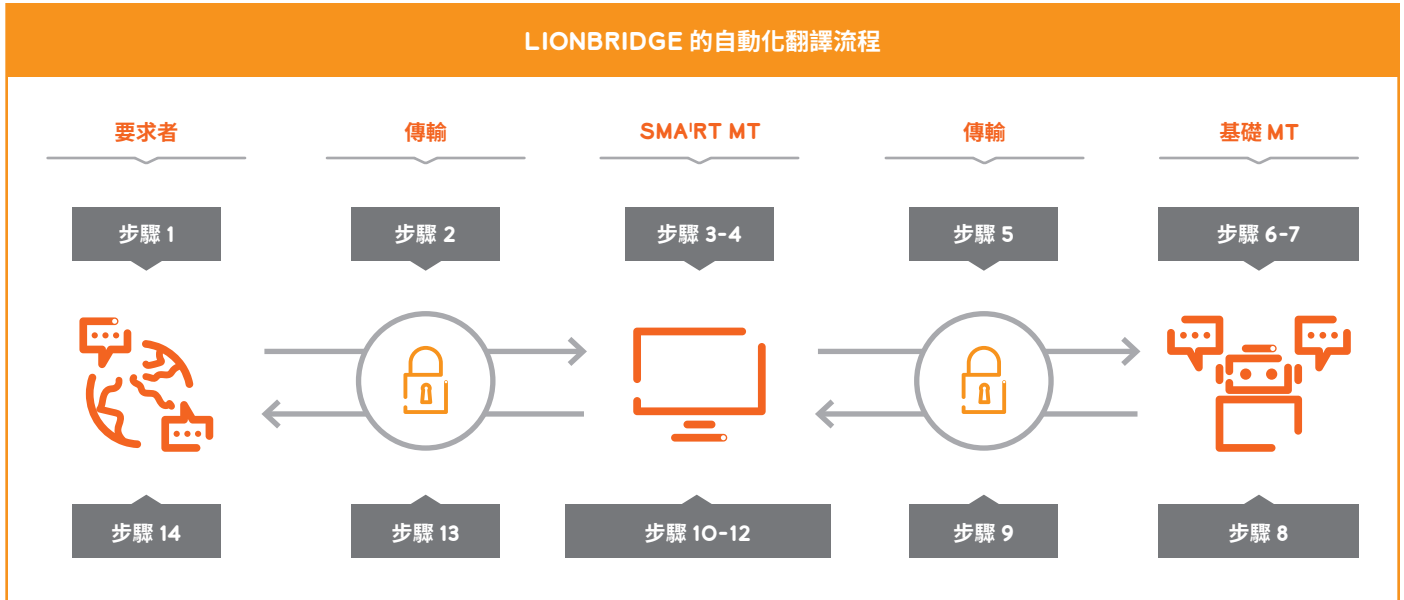 LIONBRIDGE 的自動化翻譯流程
要求者
傳輸
SMA'RT MT
傳輸
基礎 MT
步驟 1
步驟 2
步驟 3-4
步驟 5
步驟 6-7
步驟 14
步驟 13
步驟 10-12
步驟 9
步驟 8